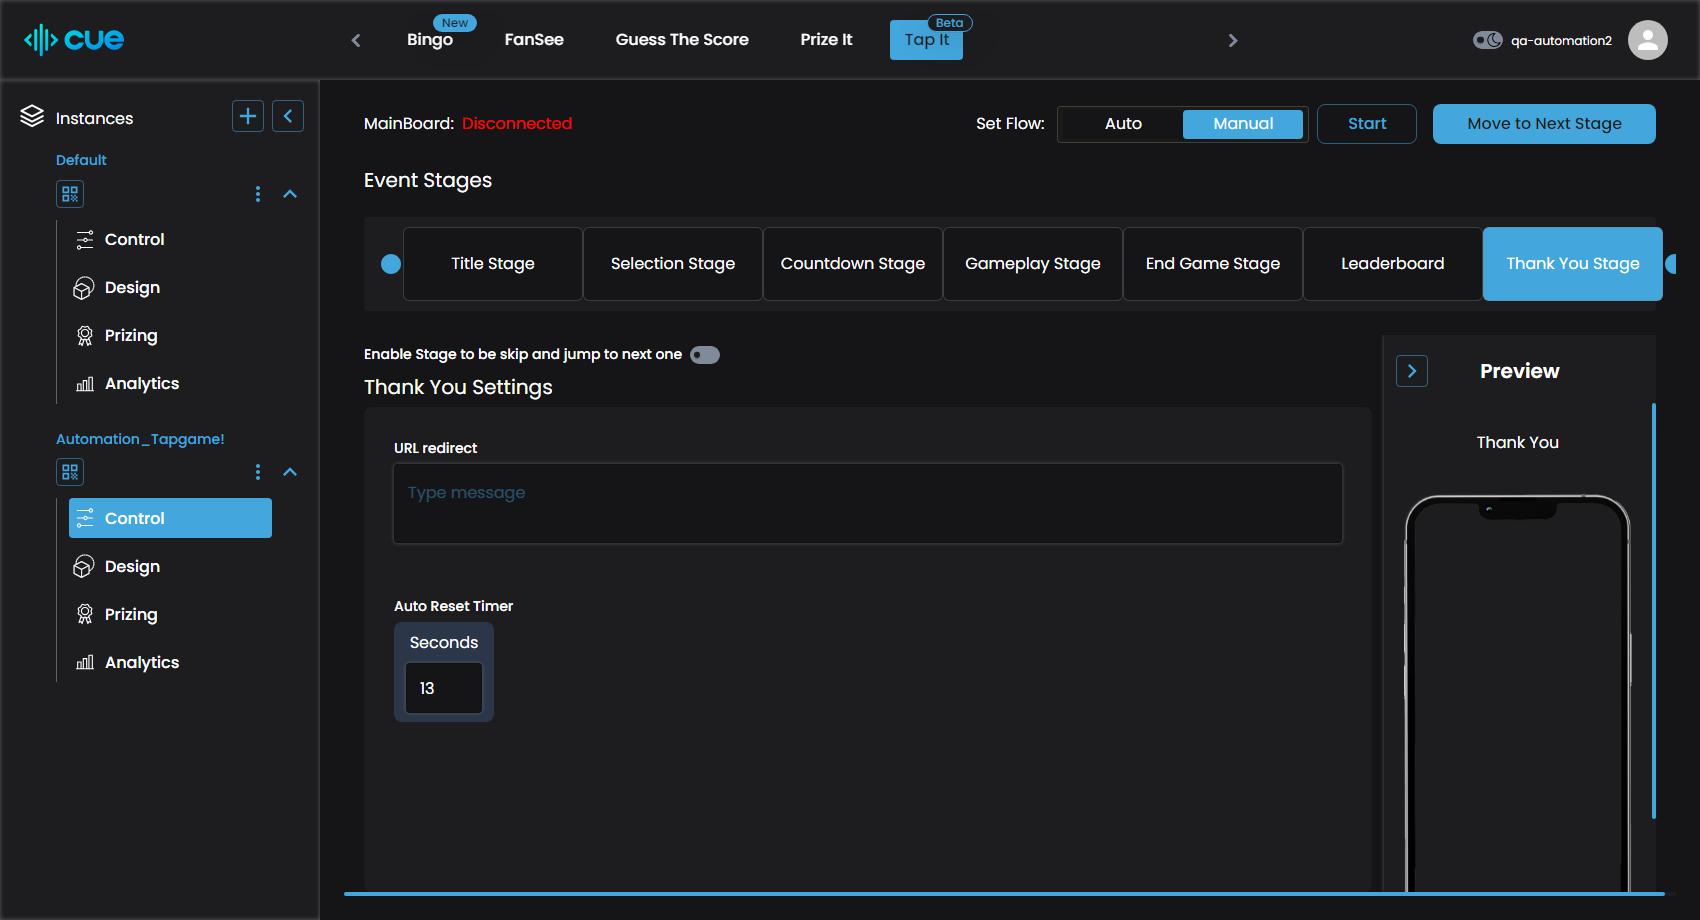 cue
Bingo
New
FanSee
Guess The Score
Prize It
Tap It
Beta
qa-automation2
Instances
Default
Control
Design
Prizing
Analytics
Automation_Tapgame!
Control
Design
Prizing
Analytics
MainBoard: Disconnected
Set Flow:
Auto
Manual
Start
Move to Next Stage
Event Stages
Title Stage
Selection Stage
Countdown Stage
Gameplay Stage
End Game Stage
Leaderboard
Thank You Stage
Enable Stage to be skip and jump to next one
Thank You Settings
URL redirect
Type message
Auto Reset Timer
Seconds
13
Preview
Thank You